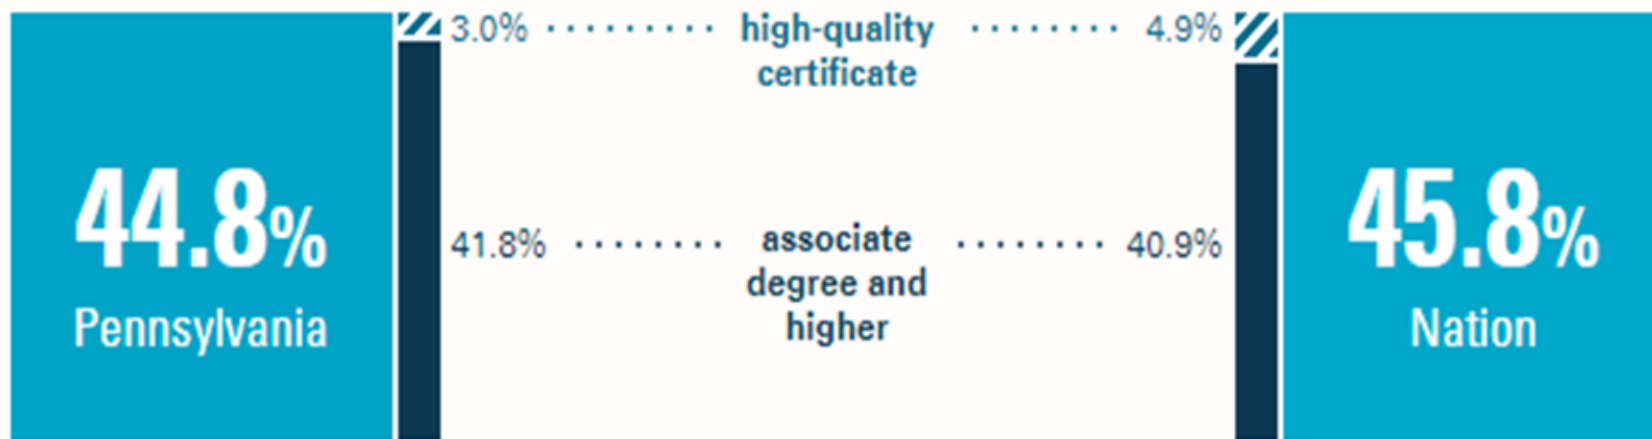 3.0% ········· high-quality ········ 4.9%
certificate
44.8%
Pennsylvania
41.8% ········ associate ········ 40.9%
degree and
higher
45.8%
Nation